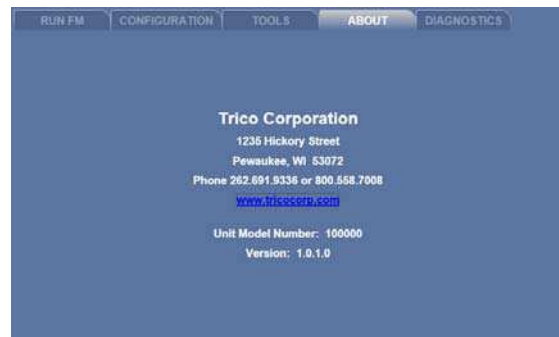 RUN FM CONFIGURATION TOOLS ABOUT DIAGNOSTICS
Trico Corporation
1235 Hickory Street
Pewaukee, WI 53072
Phone 262.691.9336 or 800.558.7008
www.tricocorp.com
Unit Model Number: 100000
Version: 1.0.1.0